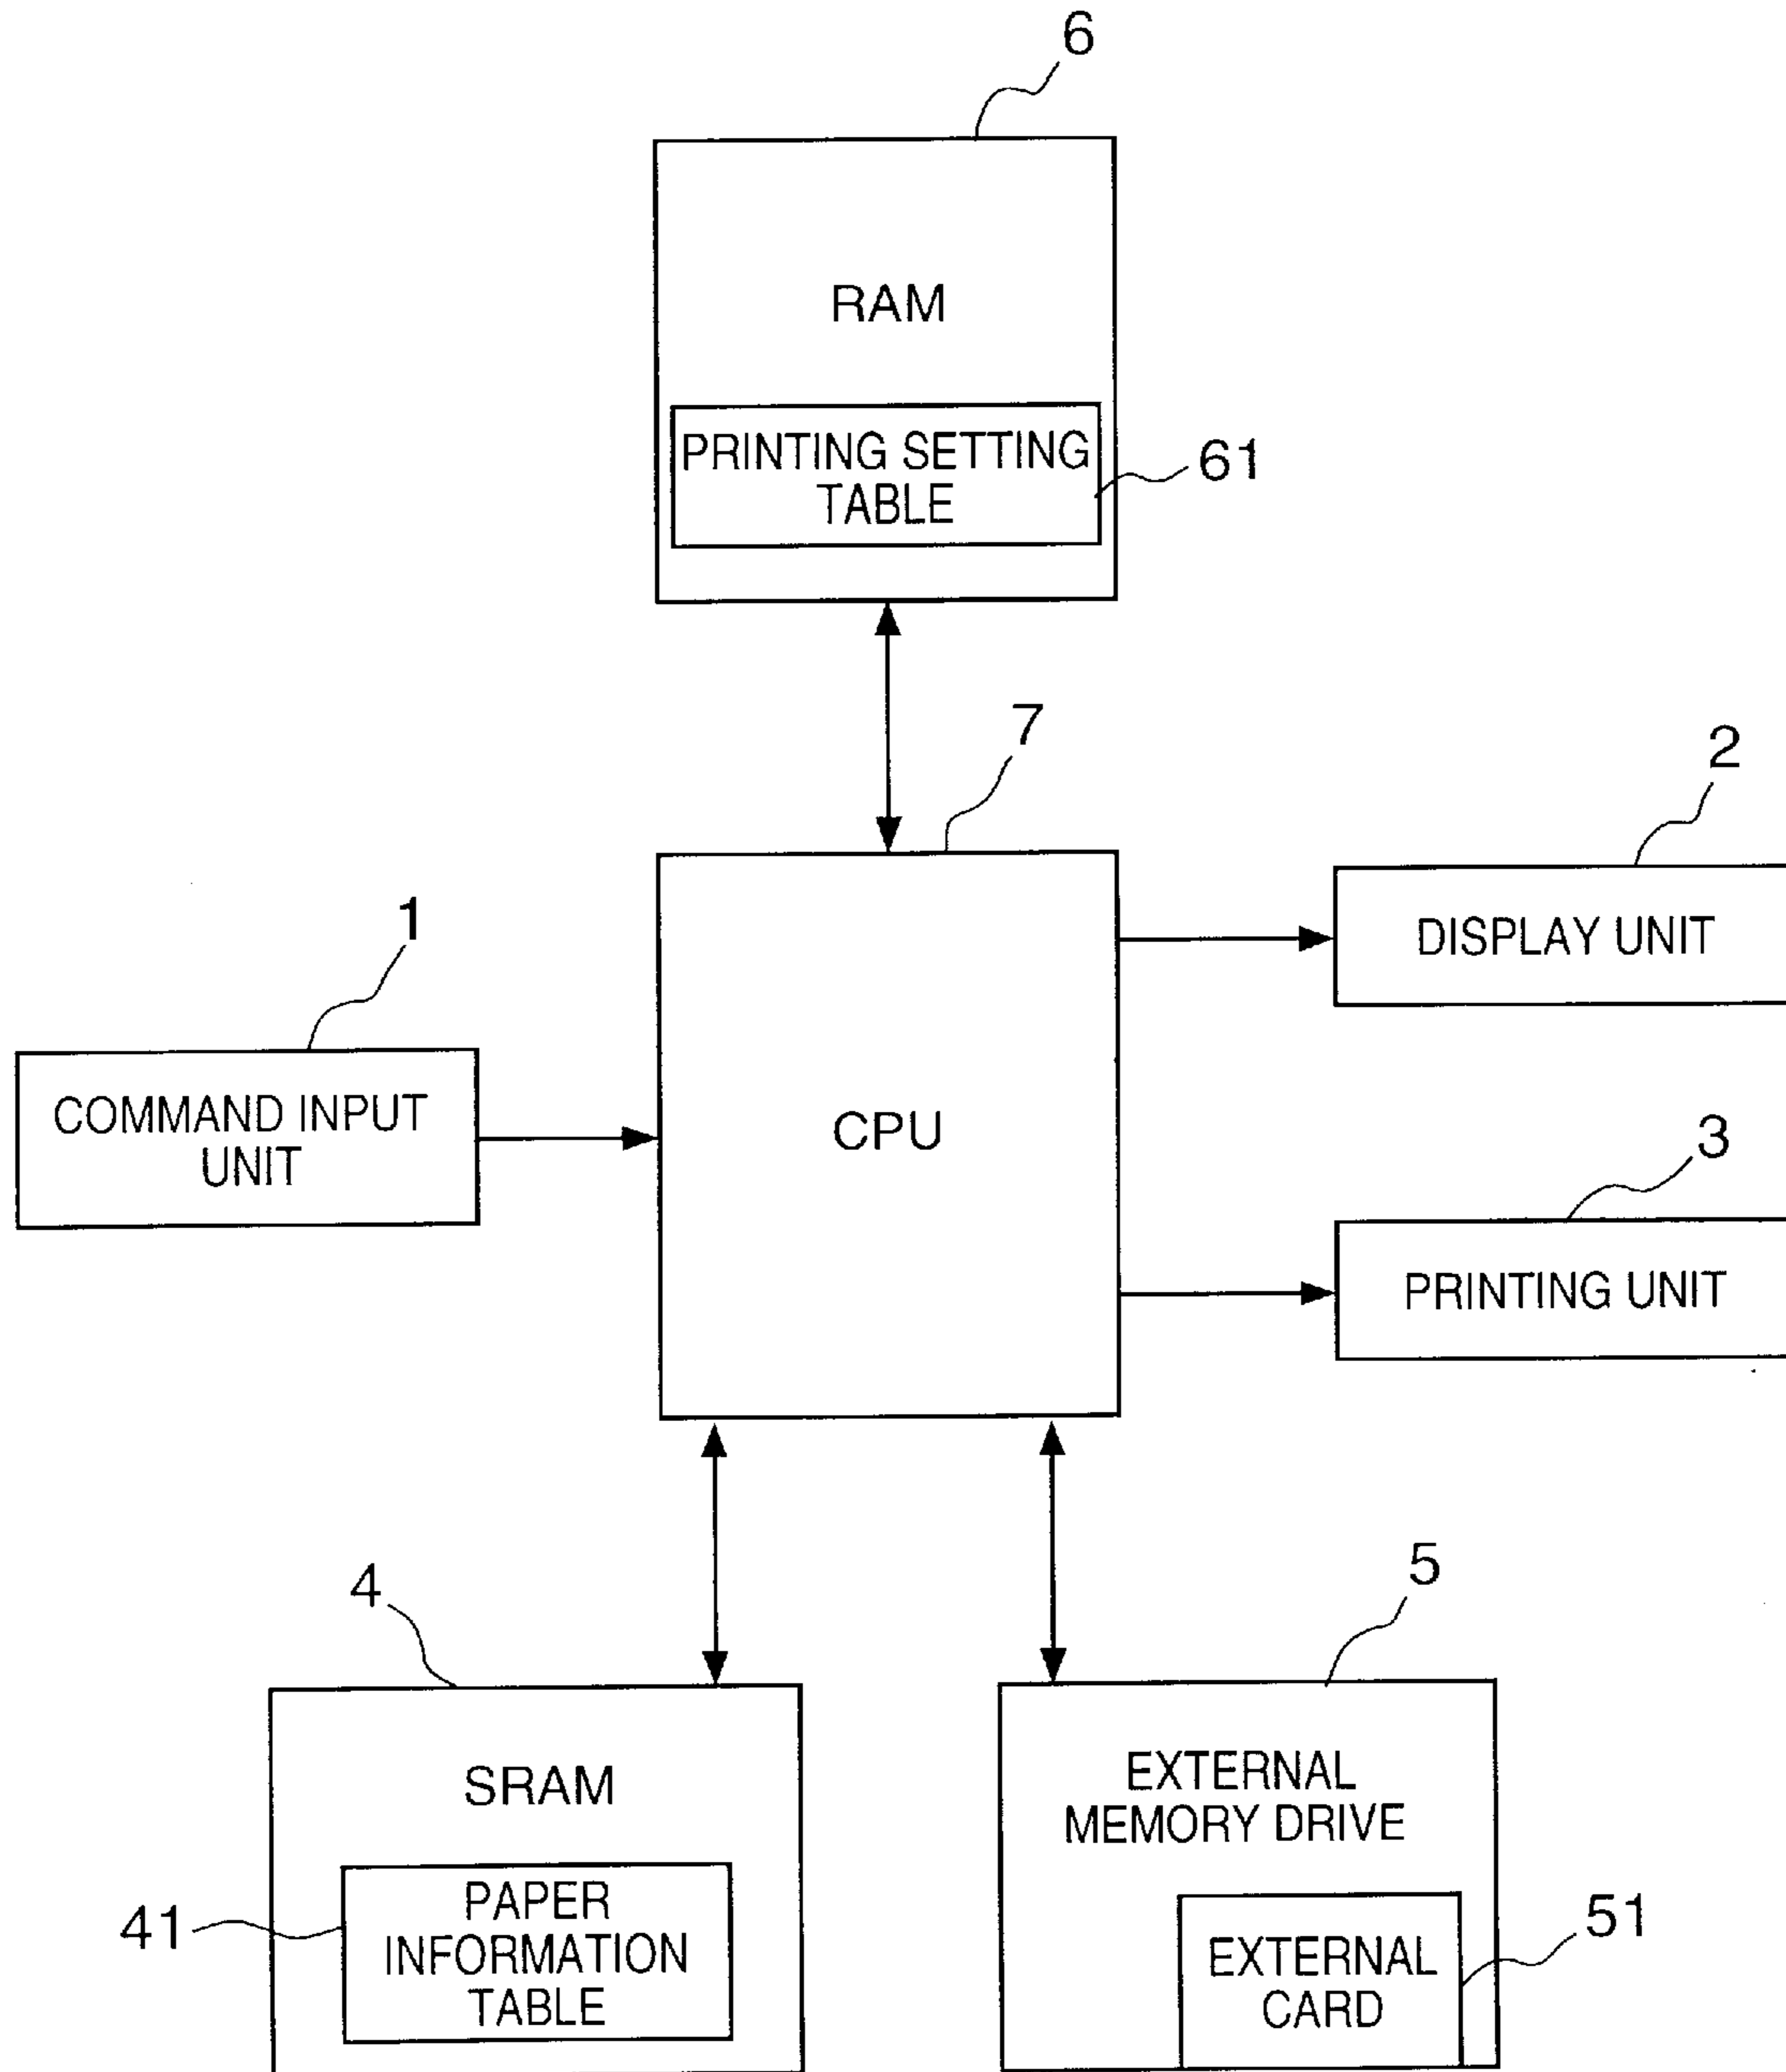 6
RAM
PRINTING SETTING
TABLE
61
7
2
DISPLAY UNIT
1
COMMAND INPUT
UNIT
CPU
3
PRINTING UNIT
4
5
SRAM
EXTERNAL
MEMORY DRIVE
41
PAPER
INFORMATION
TABLE
51
EXTERNAL
CARD